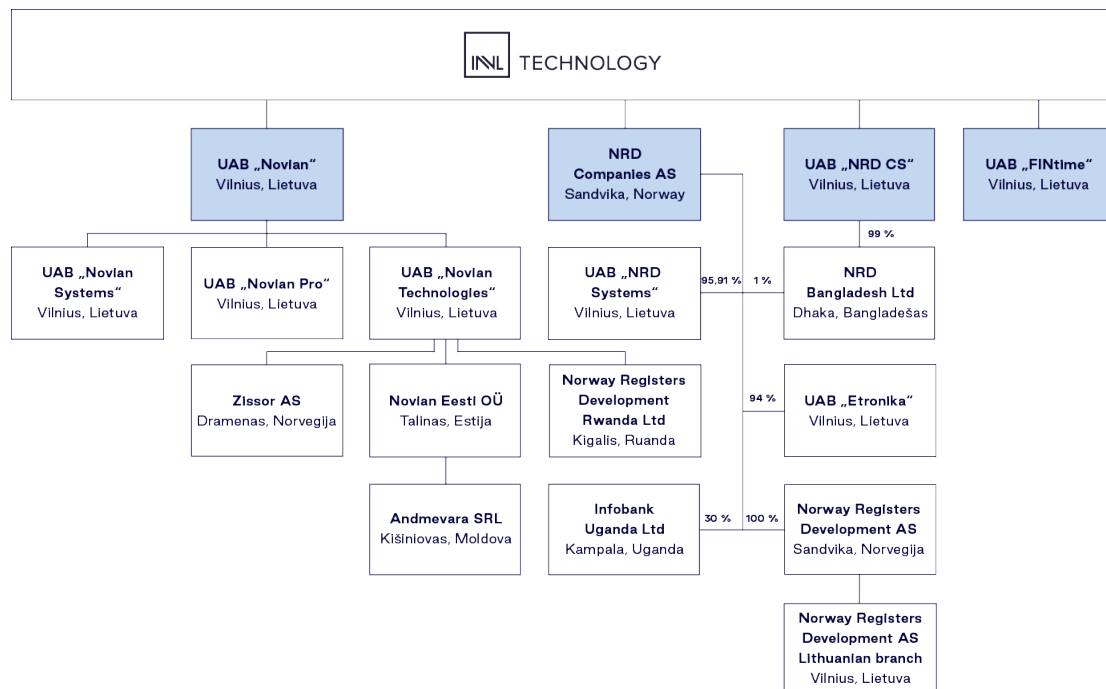 INVL TECHNOLOGY
UAB „Novian“
Vilnius, Lietuva
NRD
Companies AS
Sandvika, Norway
UAB „NRD CS“
Vilnius, Lietuva
UAB „FINtime“
Vilnius, Lietuva
99 %
UAB „Novian
Systems“
Vilnius, Lietuva
UAB „Novian Pro“
Vilnius, Lietuva
UAB „Novian
Technologies“
Vilnius, Lietuva
UAB „NRD
Systems“
Vilnius, Lietuva
95,91 %
1 %
NRD
Bangladesh Ltd
Dhaka, Bangladešas
Zissor AS
Dramenas, Norvegija
Novian Eesti OÜ
Talinas, Estija
Norway Registers
Development
Rwanda Ltd
Kigalis, Ruanda
94 %
UAB „Etronika“
Vilnius, Lietuva
Andmevara SRL
Kišiniovas, Moldova
Infobank
Uganda Ltd
Kampala, Uganda
30 %
100 %
Norway Registers
Development AS
Sandvika, Norvegija
Norway Registers
Development AS
Lithuanian branch
Vilnius, Lietuva